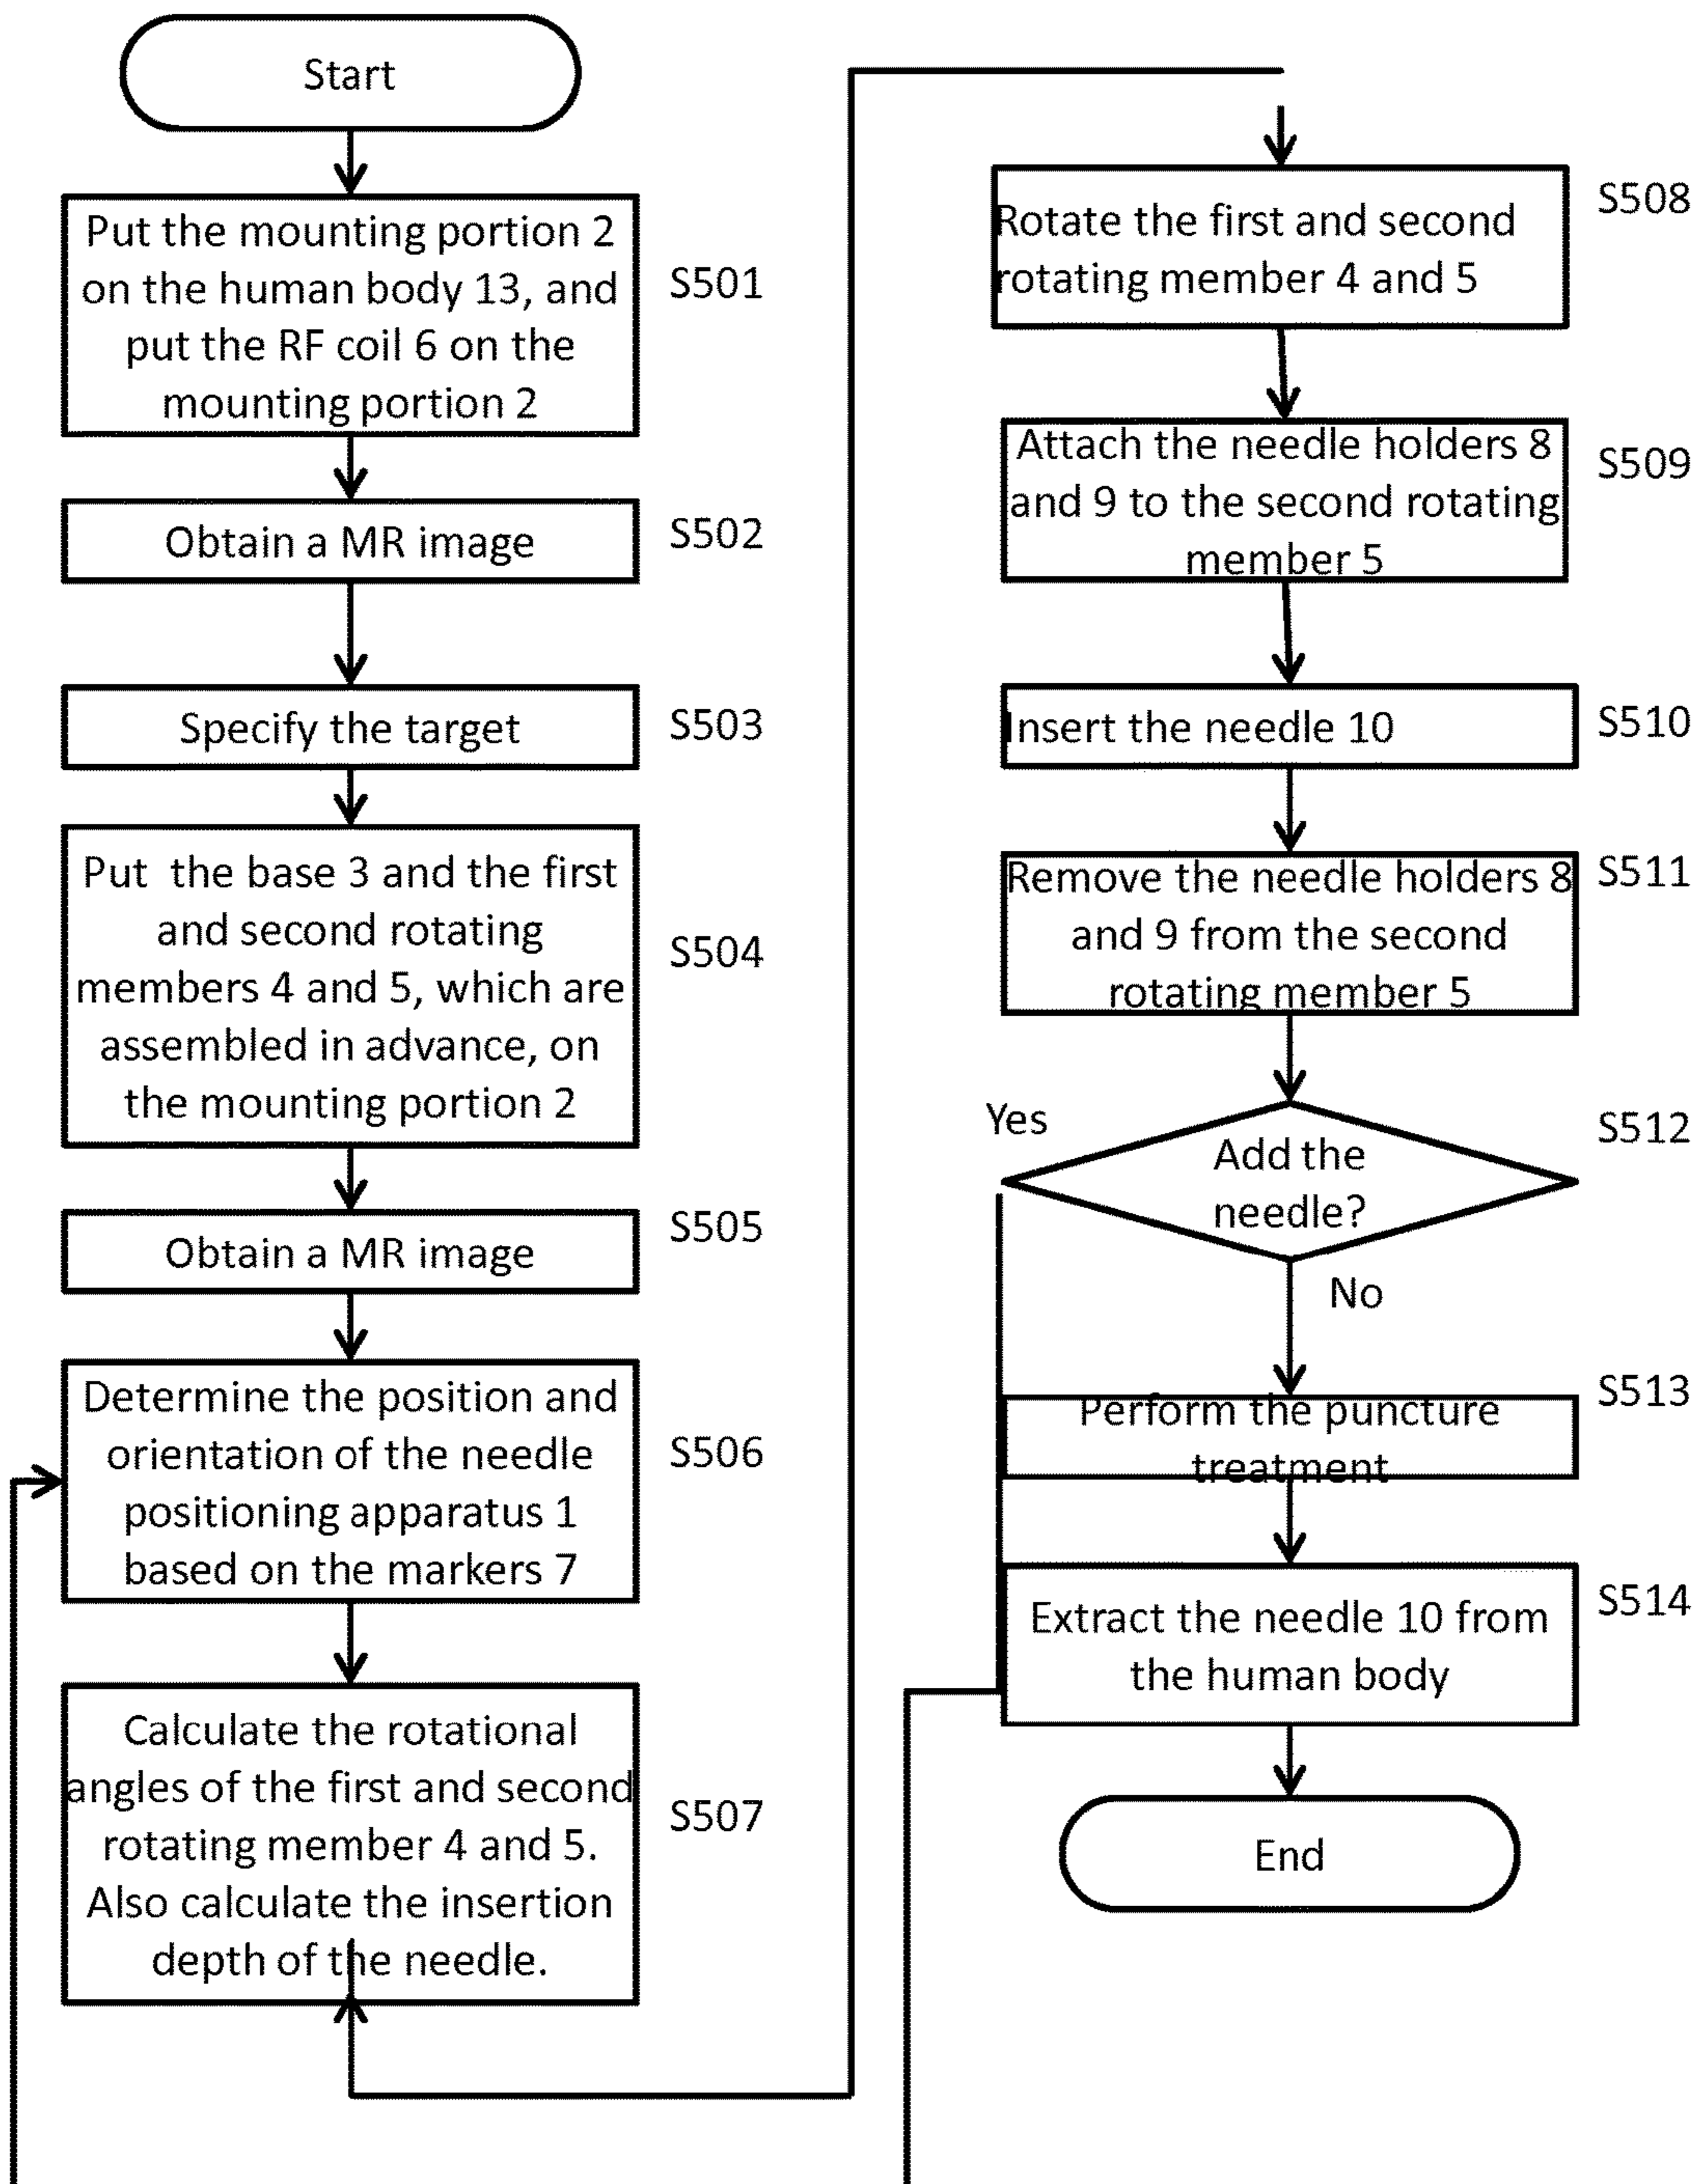 Start
Put the mounting portion 2
on the human body 13, and
put the RF coil 6 on the
mounting portion 2
S501
Obtain a MR image
S502
Specify the target
S503
Put the base 3 and the first
and second rotating
members 4 and 5, which are
assembled in advance, on
the mounting portion 2
S504
Obtain a MR image
S505
Determine the position and
orientation of the needle
positioning apparatus 1
based on the markers 7
S506
Calculate the rotational
angles of the first and second
rotating member 4 and 5.
Also calculate the insertion
depth of the needle.
S507
Rotate the first and second
rotating member 4 and 5
S508
Attach the needle holders 8
and 9 to the second rotating
member 5
S509
Insert the needle 10
S510
Remove the needle holders 8
and 9 from the second
rotating member 5
S511
Yes
Add the
needle?
S512
No
Perform the puncture
treatment
S513
Extract the needle 10 from
the human body
S514
End